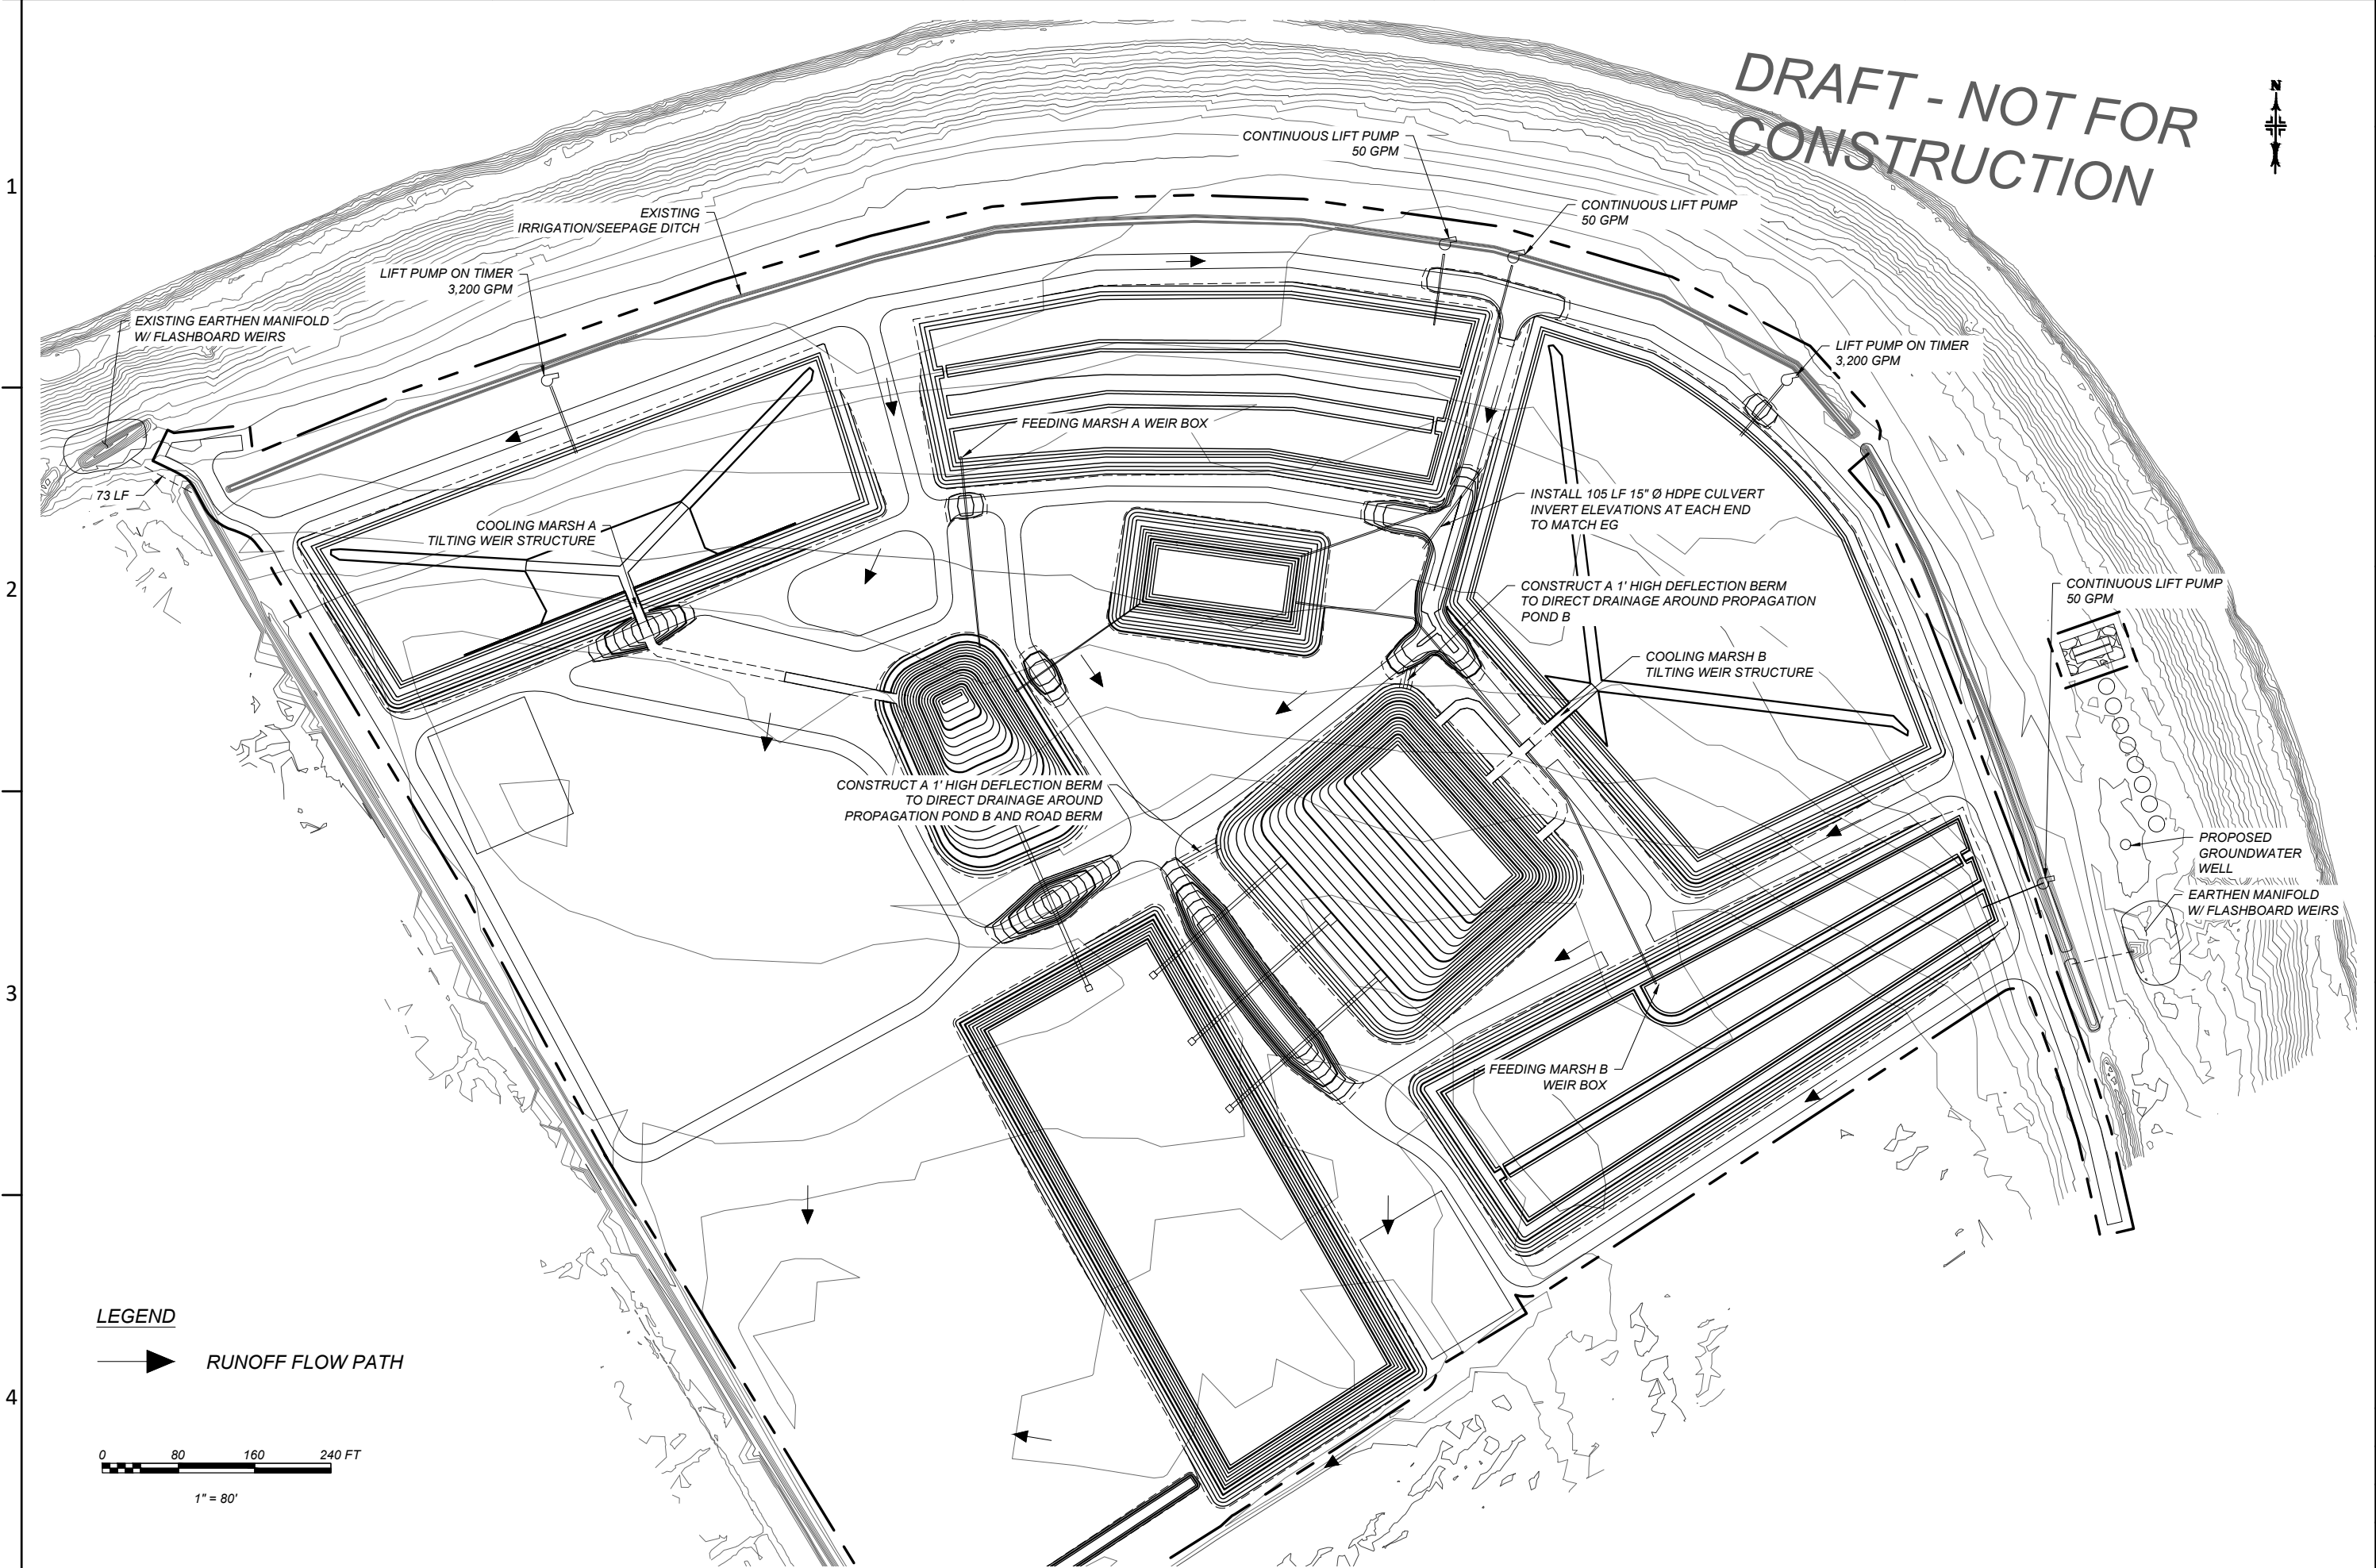 DRAFT - NOT FOR
CONSTRUCTION
N
1
2
3
4
CONTINUOUS LIFT PUMP
50 GPM
CONTINUOUS LIFT PUMP
50 GPM
EXISTING
IRRIGATION/SEEPAGE DITCH
LIFT PUMP ON TIMER
3,200 GPM
EXISTING EARTHEN MANIFOLD
W/ FLASHBOARD WEIRS
LIFT PUMP ON TIMER
3,200 GPM
FEEDING MARSH A WEIR BOX
73 LF
COOLING MARSH A
TILTING WEIR STRUCTURE
INSTALL 105 LF 15" Ø HDPE CULVERT
INVERT ELEVATIONS AT EACH END
TO MATCH EG
CONSTRUCT A 1' HIGH DEFLECTION BERM
TO DIRECT DRAINAGE AROUND PROPAGATION
POND B
CONTINUOUS LIFT PUMP
50 GPM
COOLING MARSH B
TILTING WEIR STRUCTURE
CONSTRUCT A 1' HIGH DEFLECTION BERM
TO DIRECT DRAINAGE AROUND
PROPAGATION POND B AND ROAD BERM
PROPOSED
GROUNDWATER
WELL
EARTHEN MANIFOLD
W/ FLASHBOARD WEIRS
FEEDING MARSH B
WEIR BOX
LEGEND
RUNOFF FLOW PATH
0 80 160 240 FT
1" = 80'